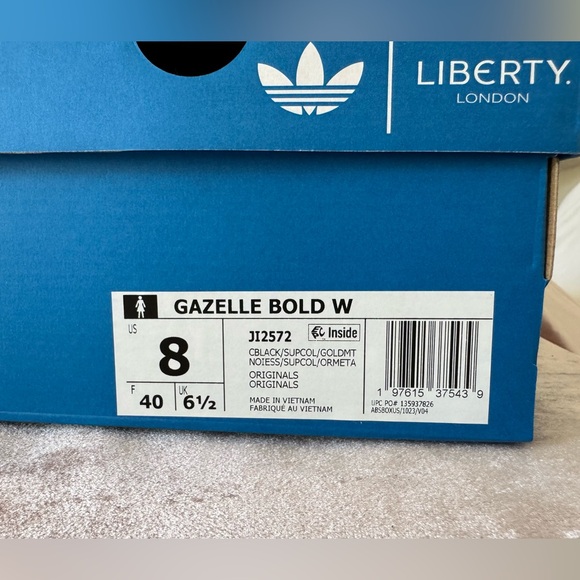 LIBERTY.
LONDON
GAZELLE BOLD W
US
8
F
40
UK
6½
JI2572
Inside
CBLACK/SUPCOL/GOLDMT
NOIESS/SUPCOL/ORMETA
ORIGINALS
ORIGINALS
MADE IN VIETNAM
FABRIQUÉ AU VIETNAM
1 97615 37543 9
UPC PO# 135937826
ABSBOXUS/1023/V04